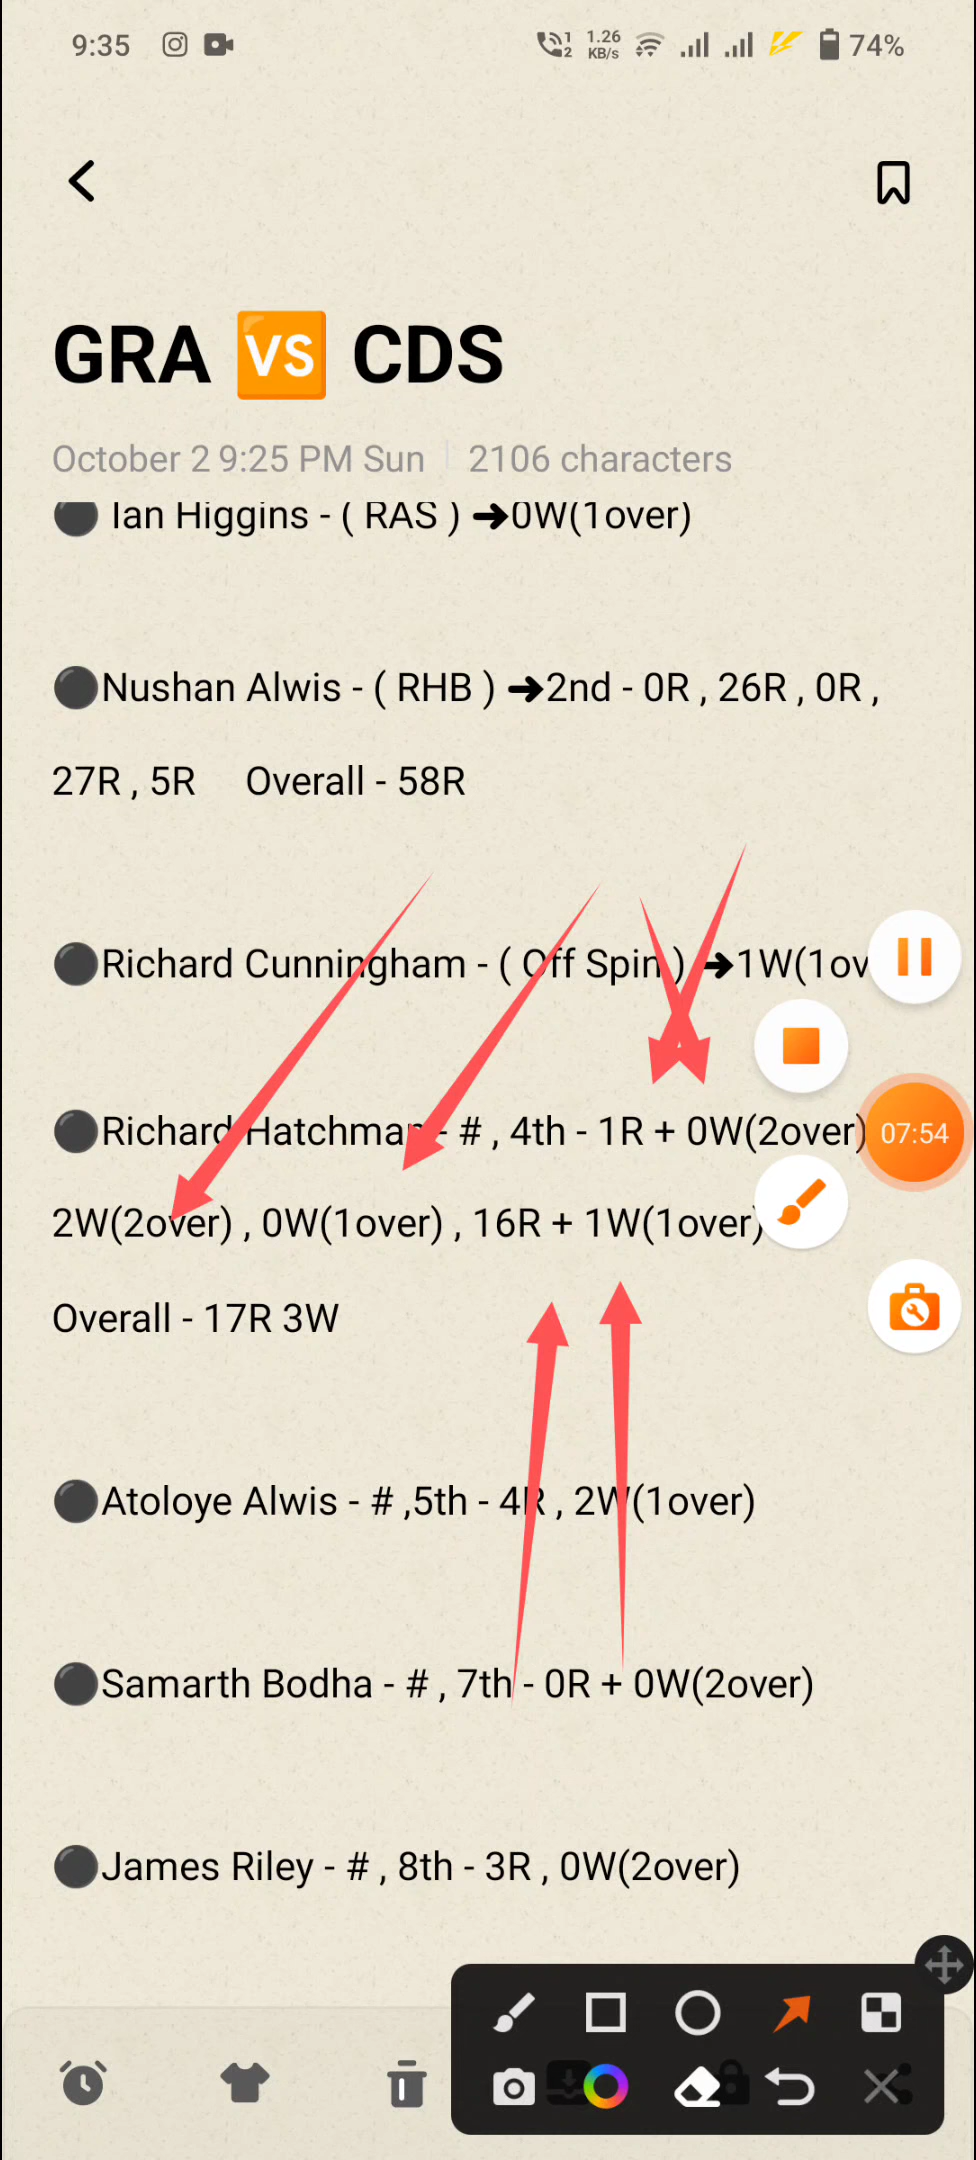 9:35
1.26 KB/s
74%
GRA VS CDS
October 2 9:25 PM Sun | 2106 characters
Ian Higgins - ( RAS ) ➔0W(1over)
Nushan Alwis - ( RHB ) ➔2nd - 0R , 26R , 0R ,
27R , 5R Overall - 58R
Richard Cunningham - ( Off Spin ) ➔1W(1ov
Richard Hatchman - # , 4th - 1R + 0W(2over)
07:54
2W(2over) , 0W(1over) , 16R + 1W(1over)
Overall - 17R 3W
Atoloye Alwis - # ,5th - 4R , 2W(1over)
Samarth Bodha - # , 7th - 0R + 0W(2over)
James Riley - # , 8th - 3R , 0W(2over)